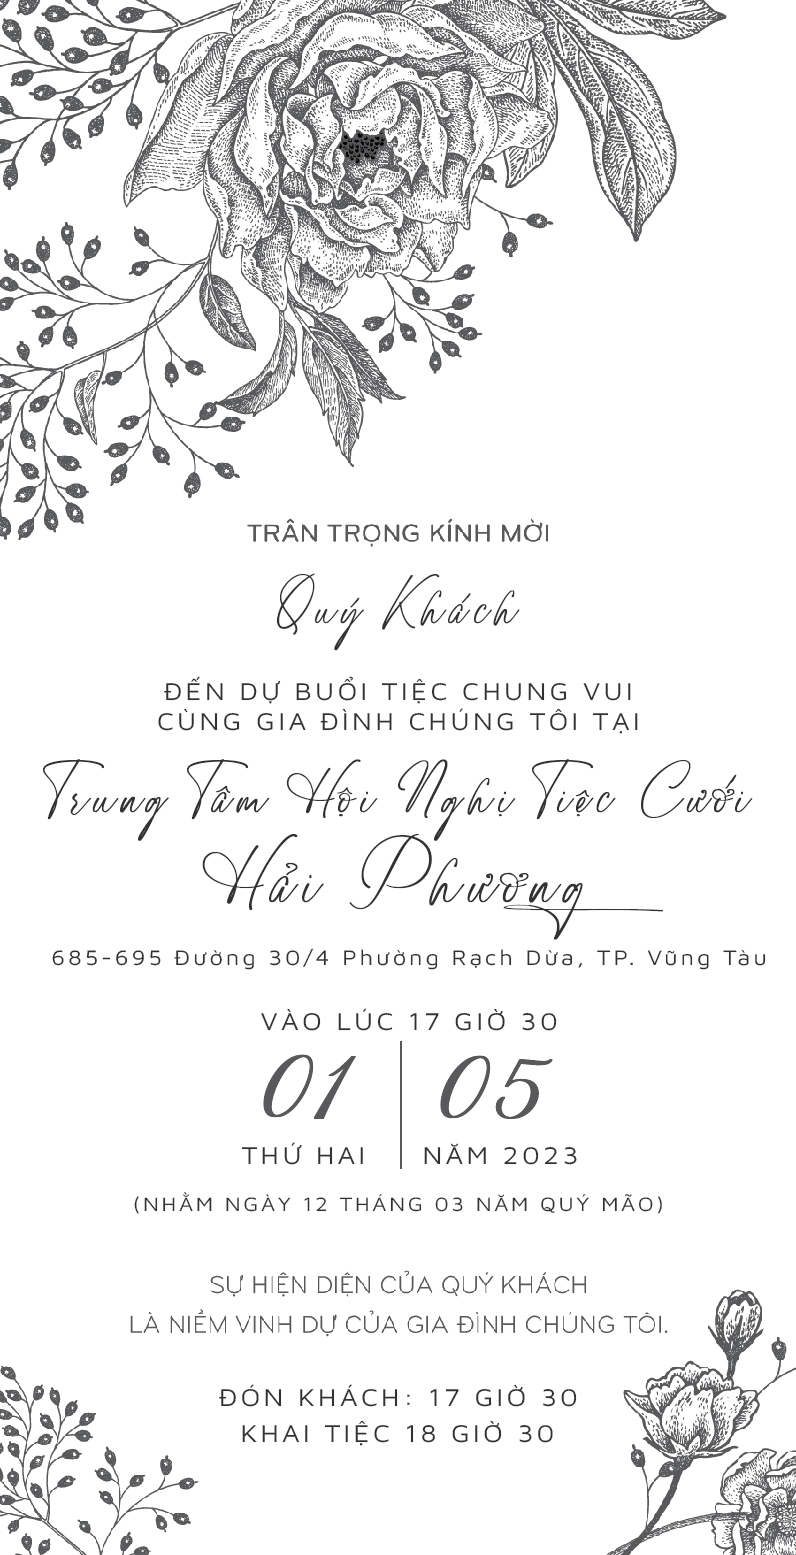 TRÂN TRỌNG KÍNH MỜI
Quý Khách
ĐẾN DỰ BUỔI TIỆC CHUNG VUI
CÙNG GIA ĐÌNH CHÚNG TÔI TẠI
Trung Tâm Hội Nghị Tiệc Cưới
Hải Phương
685-695 Đường 30/4 Phường Rạch Dừa, TP. Vũng Tàu
VÀO LÚC 17 GIỜ 30
01 05
THỨ HAI NĂM 2023
(NHẰM NGÀY 12 THÁNG 03 NĂM QUÝ MÃO)
SỰ HIỆN DIỆN CỦA QUÝ KHÁCH
LÀ NIỀM VINH DỰ CỦA GIA ĐÌNH CHÚNG TÔI.
ĐÓN KHÁCH: 17 GIỜ 30
KHAI TIỆC 18 GIỜ 30